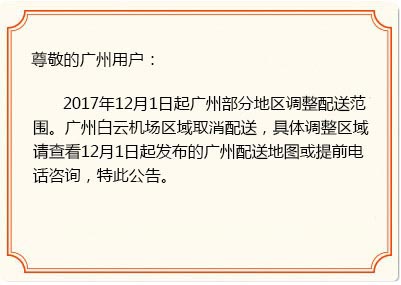 尊敬的广州用户：
2017年12月1日起广州部分地区调整配送范
围。广州白云机场区域取消配送，具体调整区域
请查看12月1日起发布的广州配送地图或提前电
话咨询，特此公告。